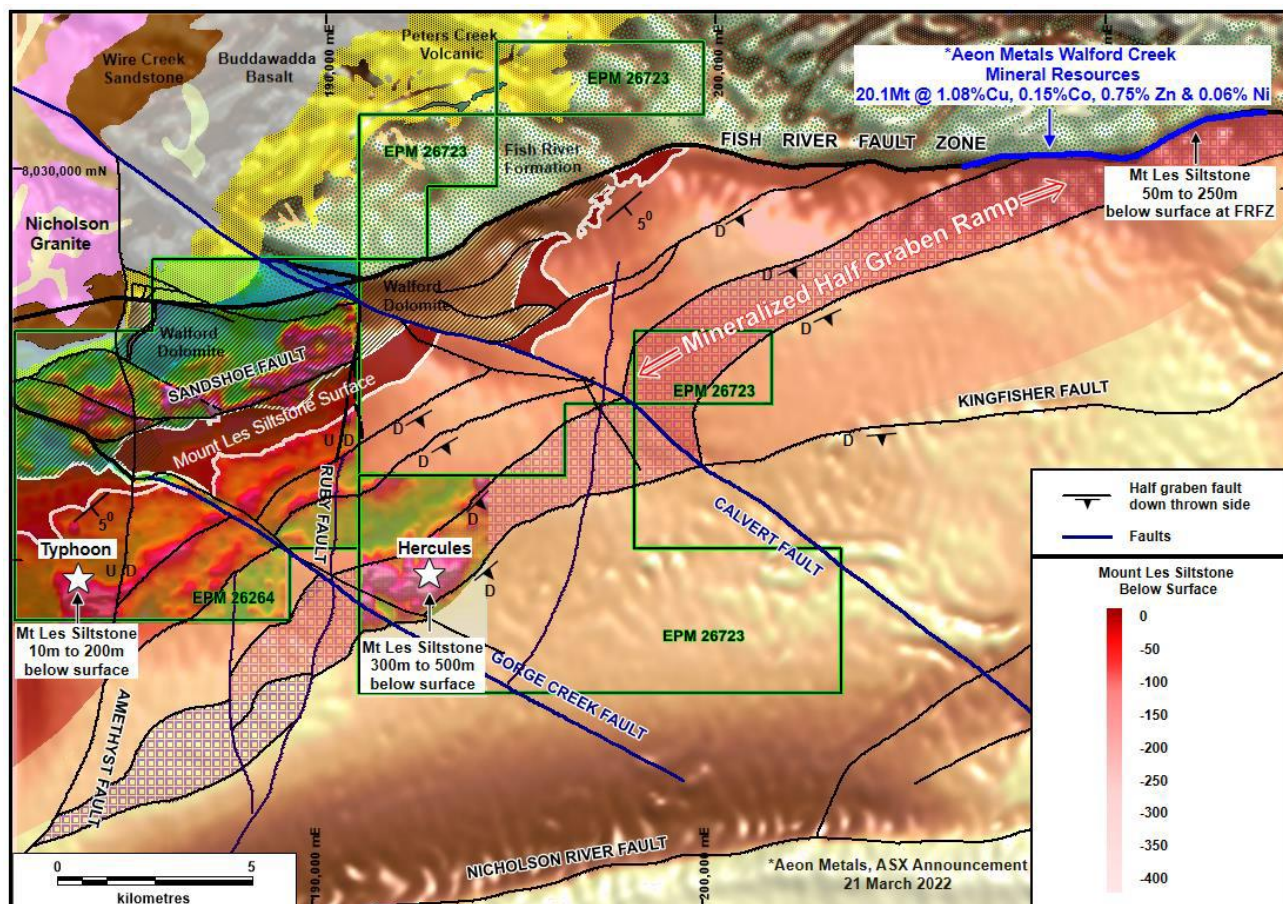 Wire Creek
Sandstone
Buddawadda
Basalt
190,000 mE
Peters Creek
Volcanic
EPM 26723
200,000 mE
*Aeon Metals Walford Creek
Mineral Resources
20.1Mt @ 1.08%Cu, 0.15%Co, 0.75% Zn & 0.06% Ni
EPM 26723
Fish River
Formation
FISH RIVER FAULT ZONE
8,030,000 mN
Mt Les Siltstone
50m to 250m
below surface at FRFZ
Nicholson
Granite
5⁰
D
Mineralized Half Graben Ramp
D
D
Walford
Dolomite
Walford
Dolomite
SANDSHOE FAULT
Mount Les Siltstone Surface
EPM 26723
KINGFISHER FAULT
D
D
D
U D
RUBY FAULT
CALVERT FAULT
5⁰
Typhoon
U D
Hercules
D
D
EPM 26264
EPM 26723
Mt Les Siltstone
10m to 200m
below surface
Mt Les Siltstone
300m to 500m
below surface
GORGE CREEK FAULT
AMETHYST FAULT
NICHOLSON RIVER FAULT
190,000 mE
200,000 mE
*Aeon Metals, ASX Announcement
21 March 2022
0 5
kilometres
Half graben fault
down thrown side
Faults
Mount Les Siltstone
Below Surface
0
-50
-100
-150
-200
-250
-300
-350
-400